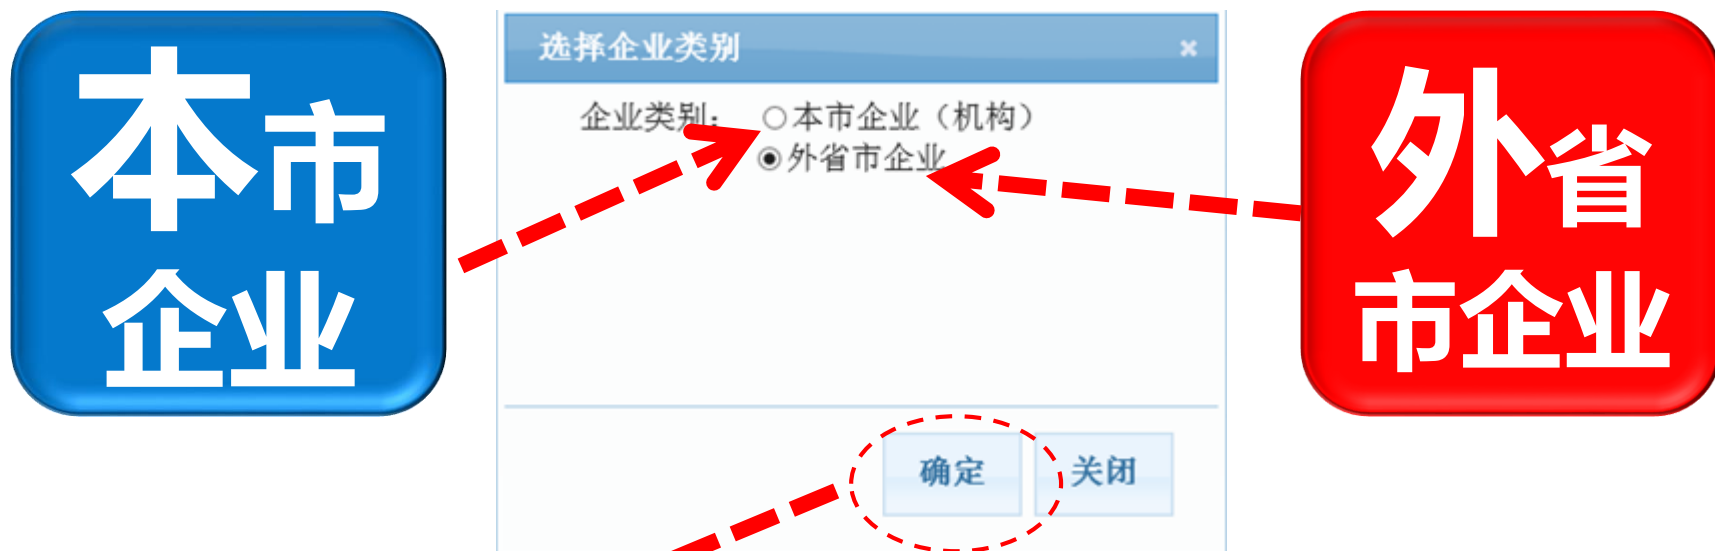 本市
企业
选择企业类别
企业类别：
○本市企业（机构）
外省市企业
确定
关闭
外省
市企业